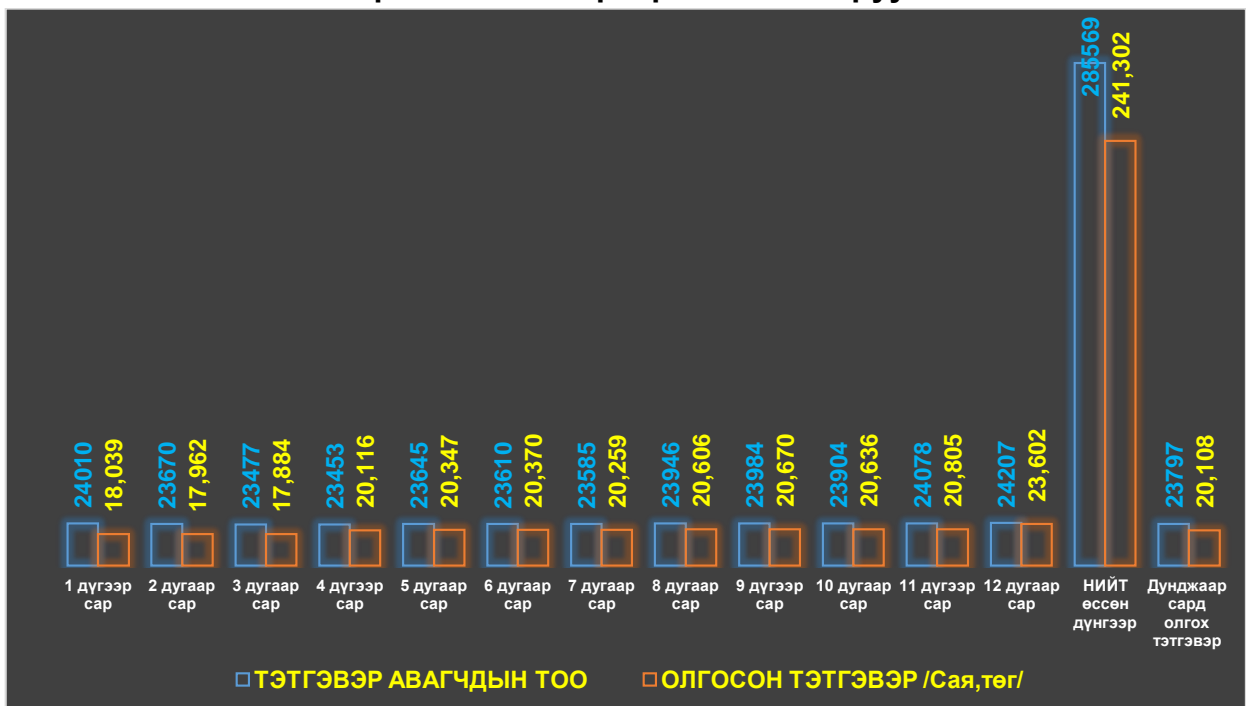 24010
18,039
23670
17,962
23477
17,884
23453
20,116
23645
20,347
23610
20,370
23585
20,259
23946
20,606
23984
20,670
23904
20,636
24078
20,805
24207
23,602
285569
241,302
23797
20,108
1 дүгээр
сар
2 дугаар
сар
3 дугаар
сар
4 дүгээр
сар
5 дугаар
сар
6 дугаар
сар
7 дугаар
сар
8 дугаар
сар
9 дүгээр
сар
10 дугаар
сар
11 дүгээр
сар
12 дугаар
сар
НИЙТ
өссөн
дүнгээр
Дунджаар
сард
олгох
тэтгэвэр
ТЭТГЭВЭР АВАГЧДЫН ТОО
ОЛГОСОН ТЭТГЭВЭР /Сая,төг/